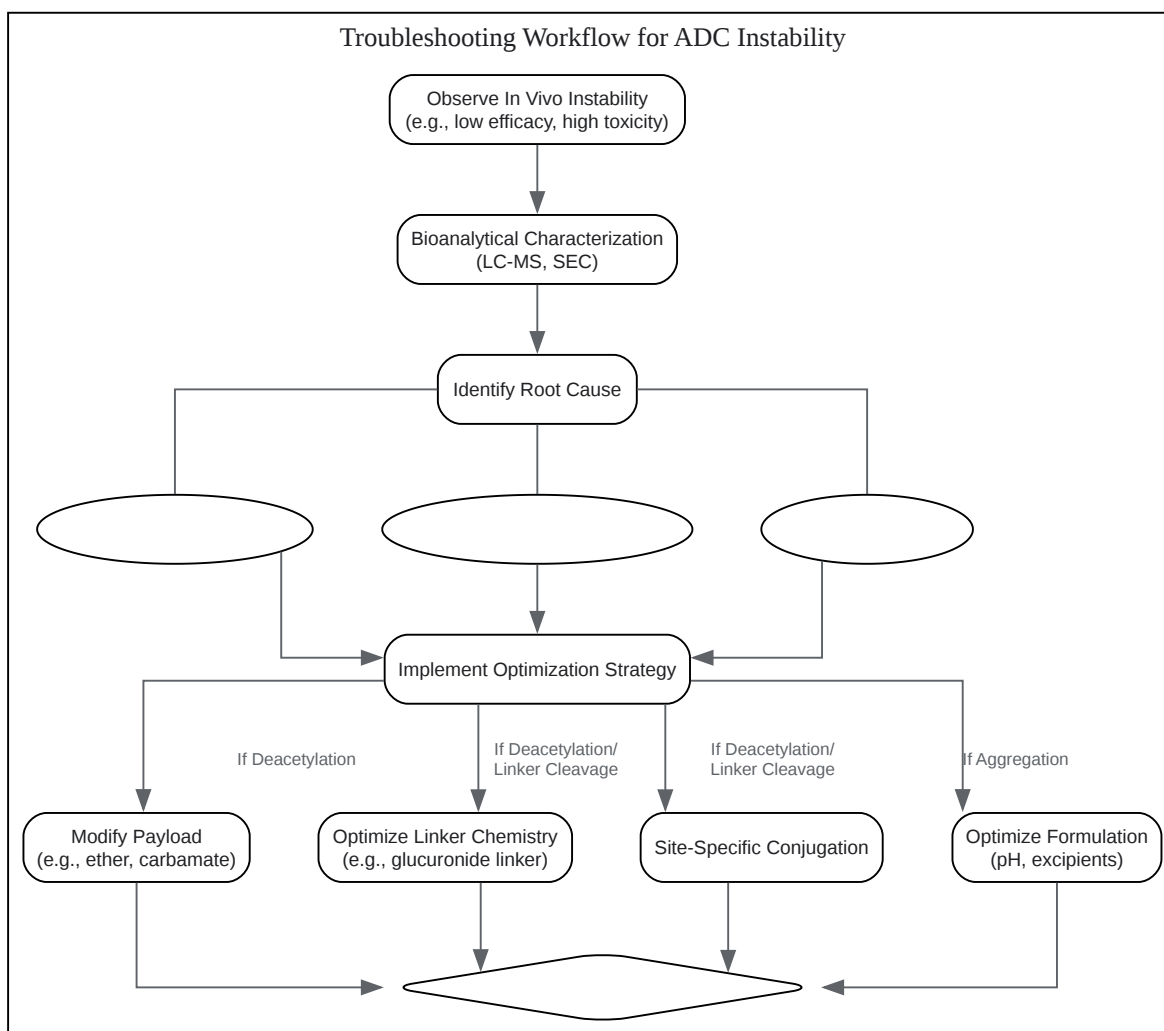 Troubleshooting Workflow for ADC Instability
Observe In Vivo Instability
(e.g., low efficacy, high toxicity)
Bioanalytical Characterization
(LC-MS, SEC)
Identify Root Cause
Implement Optimization Strategy
If Deacetylation
If Deacetylation/
Linker Cleavage
If Deacetylation/
Linker Cleavage
If Aggregation
Modify Payload
(e.g., ether, carbamate)
Optimize Linker Chemistry
(e.g., glucuronide linker)
Site-Specific Conjugation
Optimize Formulation
(pH, excipients)